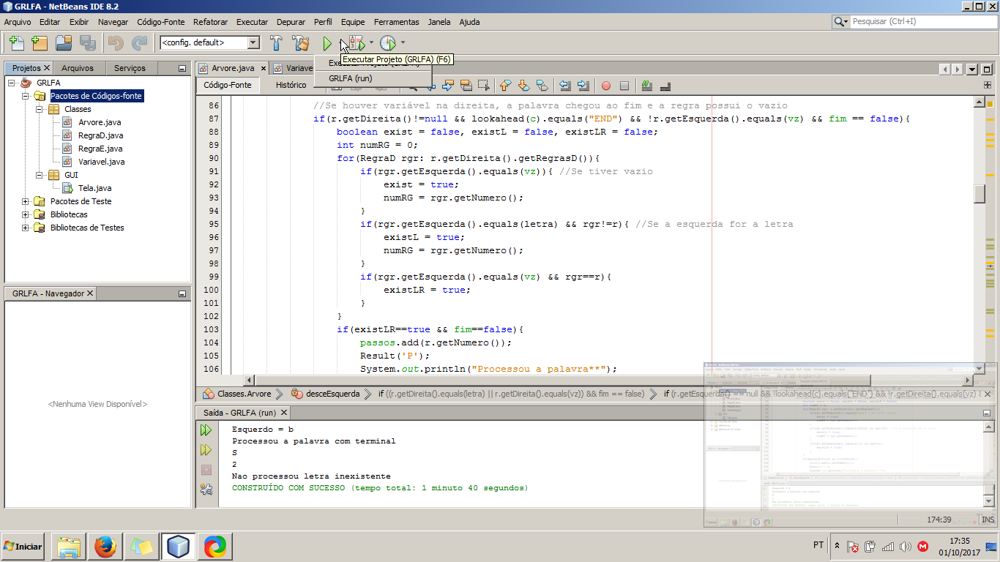 GRLFA - NetBeans IDE 8.2
Arquivo Editar Exibir Navegar Código-Fonte Refatorar Executar Depurar Perfil Equipe Ferramentas Janela Ajuda
Pesquisar (Ctrl+I)
<config. default>
Executar Projeto (GRLFA) (F6)
GRLFA (run)
Projetos Arquivos Serviços
GRLFA
Pacotes de Códigos-fonte
Classes
Arvore.java
RegraD.java
RegraE.java
Variavel.java
GUI
Tela.java
Pacotes de Teste
Bibliotecas
Bibliotecas de Testes
GRLFA - Navegador
<Nenhuma View Disponível>
Arvore.java
Código-Fonte Histórico
86 //Se houver variável na direita, a palavra chegou ao fim e a regra possui o vazio
87 if(r.getDireita()!=null && lookahead(c).equals("END") && !r.getEsquerda().equals(vz) && fim == false){
88 boolean exist = false, existL = false, existLR = false;
89 int numRG = 0;
90 for(RegraD rgr: r.getDireita().getRegrasD()){
91 if(rgr.getEsquerda().equals(vz)){ //Se tiver vazio
92 exist = true;
93 numRG = rgr.getNumero();
94 }
95 if(rgr.getEsquerda().equals(letra) && rgr!=r){ //Se a esquerda for a letra
96 existL = true;
97 numRG = rgr.getNumero();
98 }
99 if(rgr.getEsquerda().equals(vz) && rgr==r){
100 existLR = true;
101 }
102 }
103 if(existLR==true && fim==false){
104 passos.add(r.getNumero());
105 Result('P');
106 System.out.println("Processou a palavra**");
Classes.Arvore desceEsquerda if ((r.getDireita().equals(letra) || r.getDireita().equals(vz)) && fim == false) if (r.getEsquerda() == null && !lookahead(c).equals("END") && !r.getDireita().equals(vz)
Saída - GRLFA (run)
Esquerdo = b
Processou a palavra com terminal
S
2
Nao processou letra inexistente
CONSTRUÍDO COM SUCESSO (tempo total: 1 minuto 40 segundos)
174:39 INS
Iniciar
PT
17:35
01/10/2017